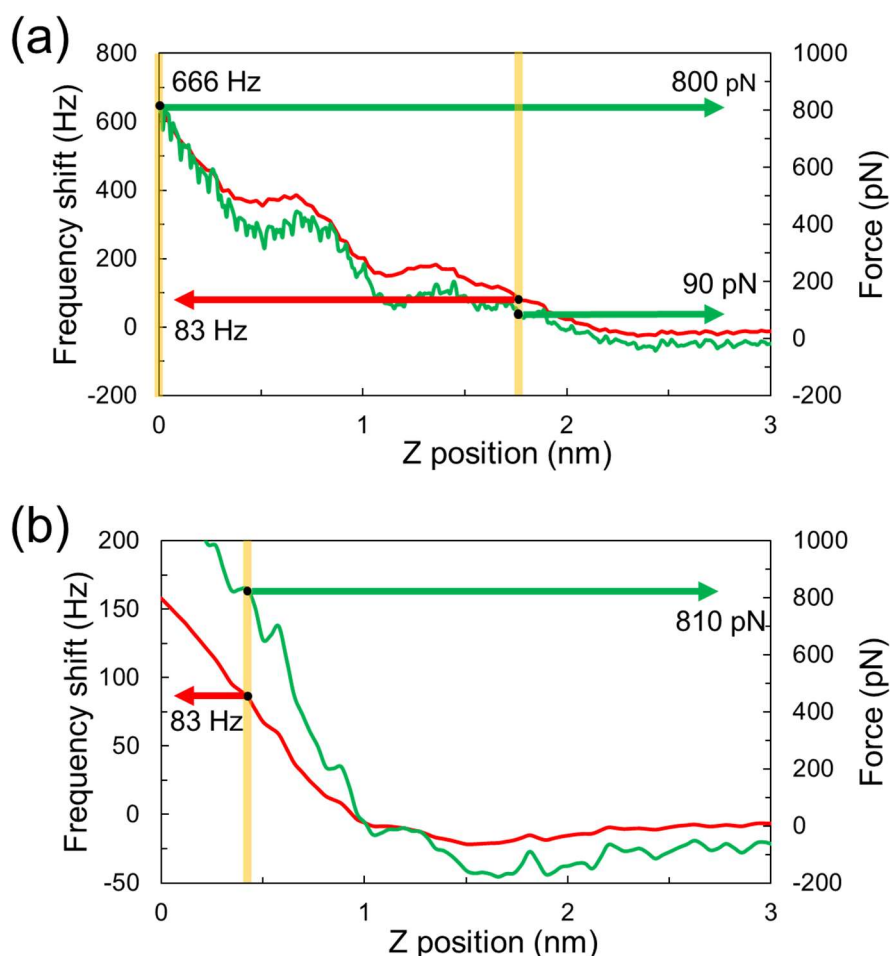 (a)
800
600
400
200
0
-200
Frequency shift (Hz)
666 Hz
800 pN
90 pN
83 Hz
1000
800
600
400
200
0
-200
Force (pN)
0
1
2
3
Z position (nm)
(b)
200
150
100
50
0
-50
Frequency shift (Hz)
810 pN
83 Hz
1000
800
600
400
200
0
-200
Force (pN)
0
1
2
3
Z position (nm)